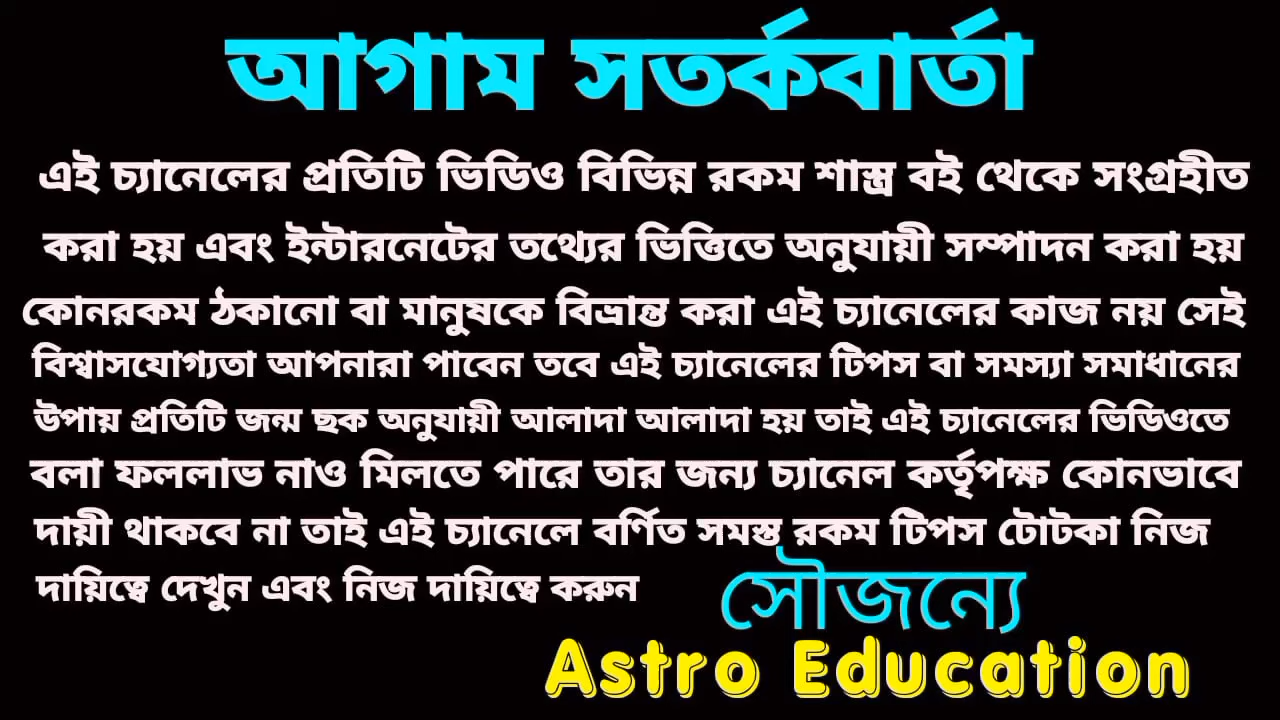 আগাম সতর্কবার্তা
এই চ্যানেলের প্রতিটি ভিডিও বিভিন্ন রকম শাস্ত্র বই থেকে সংগ্রহীত
করা হয় এবং ইন্টারনেটের তথ্যের ভিত্তিতে অনুযায়ী সম্পাদন করা হয়
কোনরকম ঠকানো বা মানুষকে বিভ্রান্ত করা এই চ্যানেলের কাজ নয় সেই
বিশ্বাসযোগ্যতা আপনারা পাবেন তবে এই চ্যানেলের টিপস বা সমস্যা সমাধানের
উপায় প্রতিটি জন্ম ছক অনুযায়ী আলাদা আলাদা হয় তাই এই চ্যানেলের ভিডিওতে
বলা ফললাভ নাও মিলতে পারে তার জন্য চ্যানেল কর্তৃপক্ষ কোনভাবে
দায়ী থাকবে না তাই এই চ্যানেলে বর্ণিত সমস্ত রকম টিপস টোটকা নিজ
দায়িত্বে দেখুন এবং নিজ দায়িত্বে করুন
সৌজন্যে
Astro Education